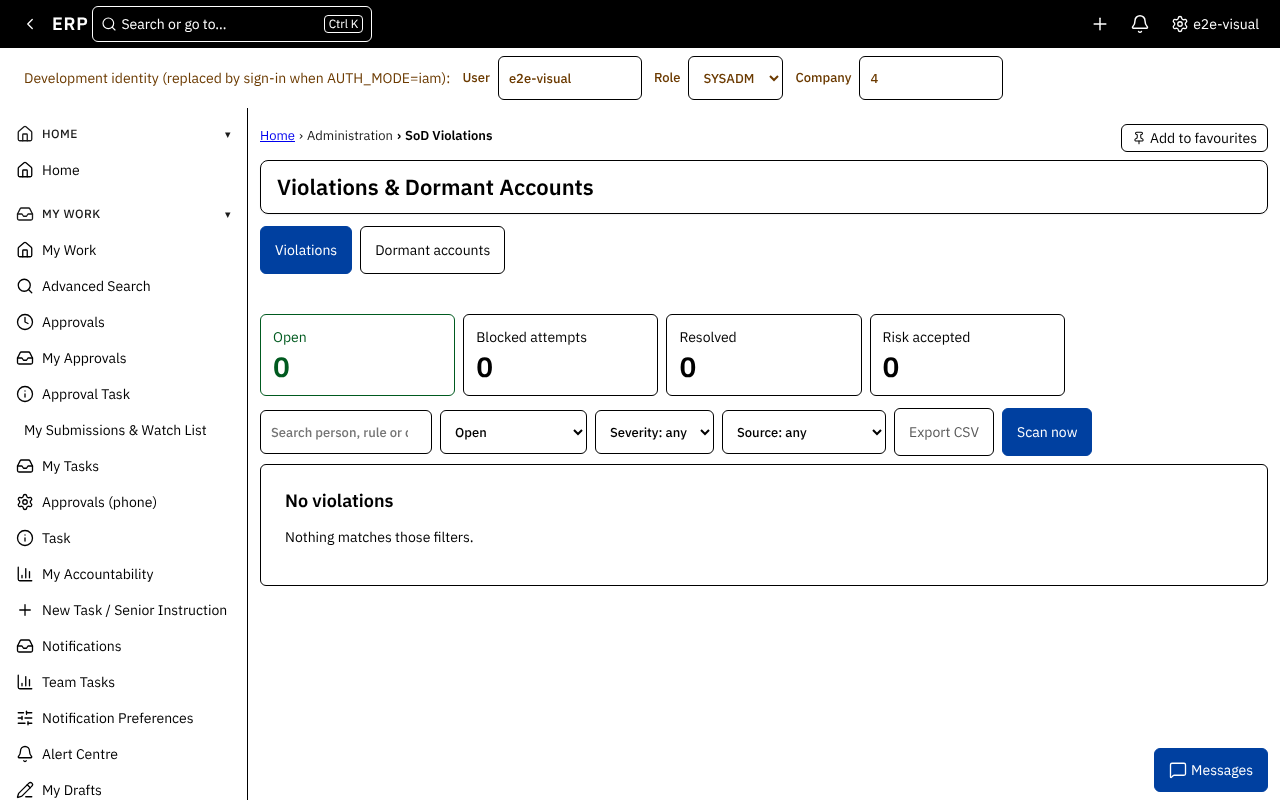 ERP
Search or go to...
Ctrl K
e2e-visual
Development identity (replaced by sign-in when AUTH_MODE=iam): User e2e-visual Role SYSADM Company 4
HOME
Home
MY WORK
My Work
Advanced Search
Approvals
My Approvals
Approval Task
My Submissions & Watch List
My Tasks
Approvals (phone)
Task
My Accountability
New Task / Senior Instruction
Notifications
Team Tasks
Notification Preferences
Alert Centre
My Drafts
Home › Administration › SoD Violations
Add to favourites
Violations & Dormant Accounts
Violations
Dormant accounts
Open
0
Blocked attempts
0
Resolved
0
Risk accepted
0
Search person, rule or
Open
Severity: any
Source: any
Export CSV
Scan now
No violations
Nothing matches those filters.
Messages